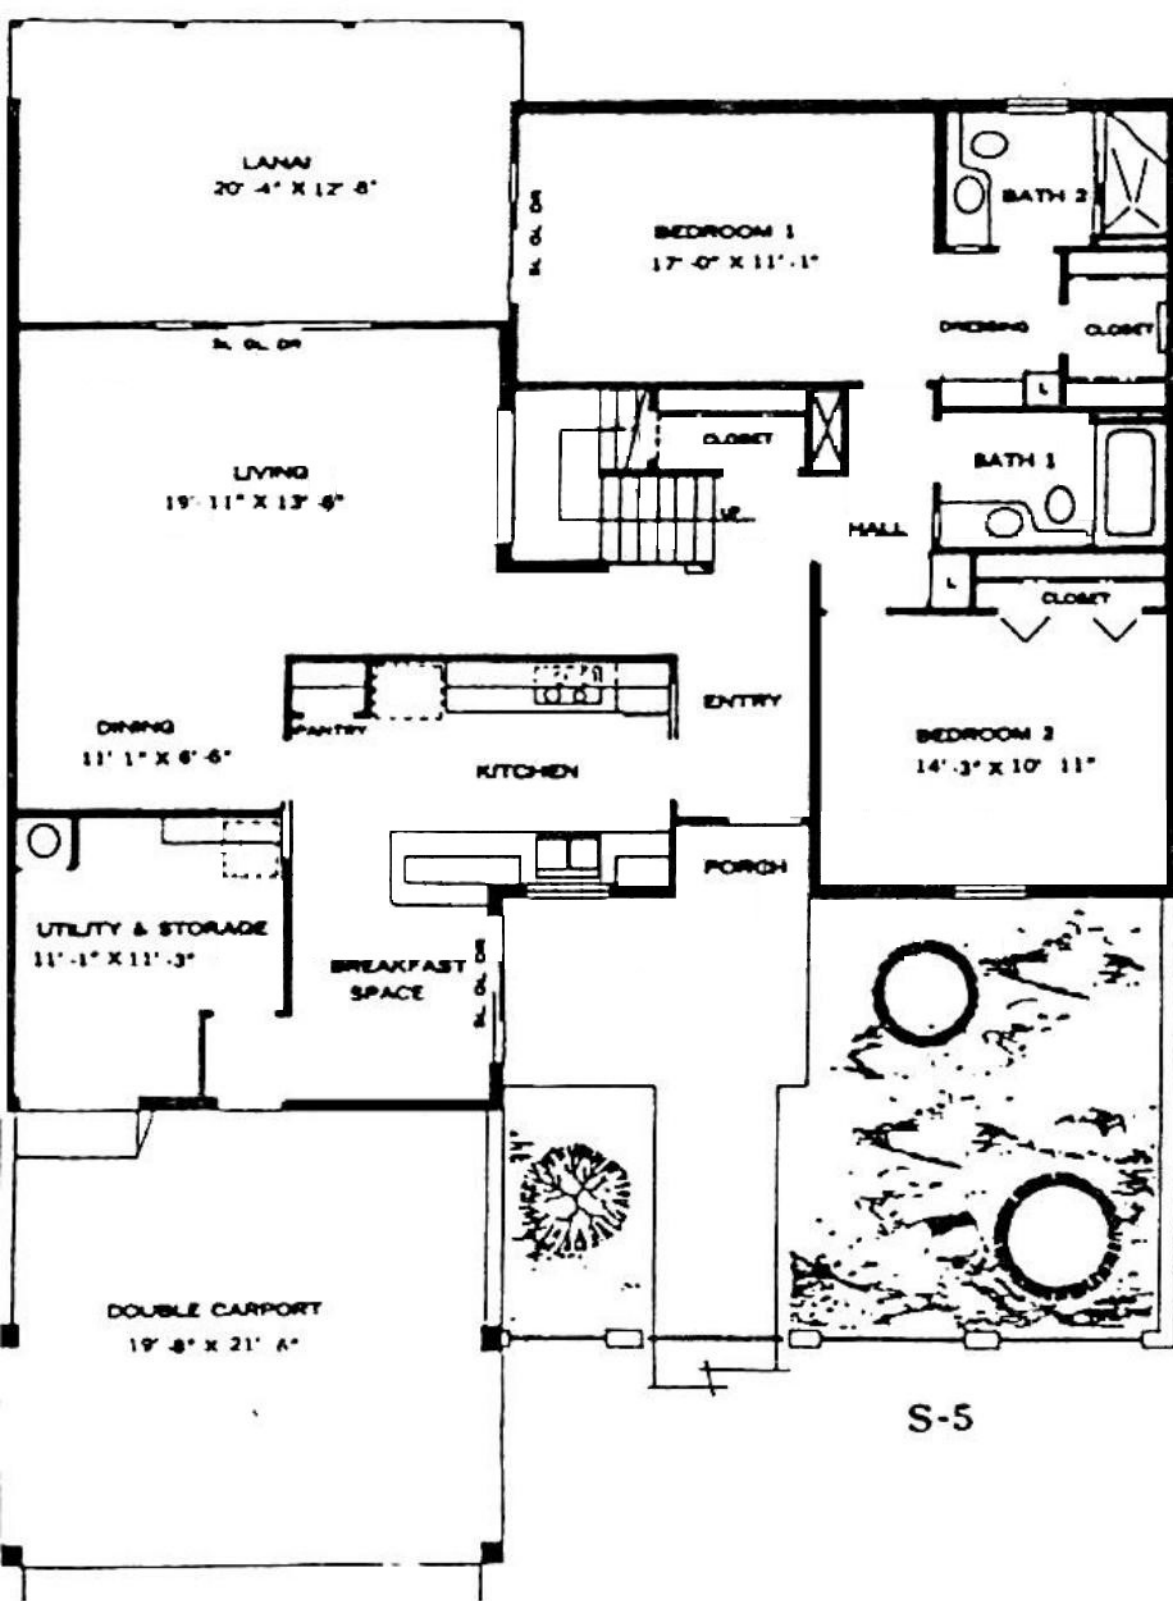 LANAI
20'-4" X 12'-8"
SL GL DR
BEDROOM 1
17'-0" X 11'-1"
BATH 2
DRESSING
CLOSET
L
SL GL DR
LIVING
19'-11" X 13'-6"
CLOSET
UP
HALL
BATH 1
L
CLOSET
DINING
11' 1" X 6'-6"
PANTRY
KITCHEN
ENTRY
BEDROOM 2
14'-3" X 10' 11"
PORCH
UTILITY & STORAGE
11'-1" X 11'-3"
BREAKFAST
SPACE
SL GL DR
DOUBLE CARPORT
19'-8" X 21'
S-5